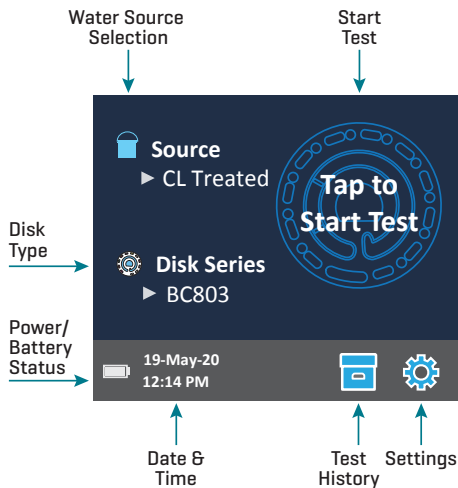 Water Source
Selection
Start
Test
Source
► CL Treated
Tap to
Start Test
Disk
Type
Disk Series
► BC803
Power/
Battery
Status
19-May-20
12:14 PM
Date &
Time
Test
History
Settings